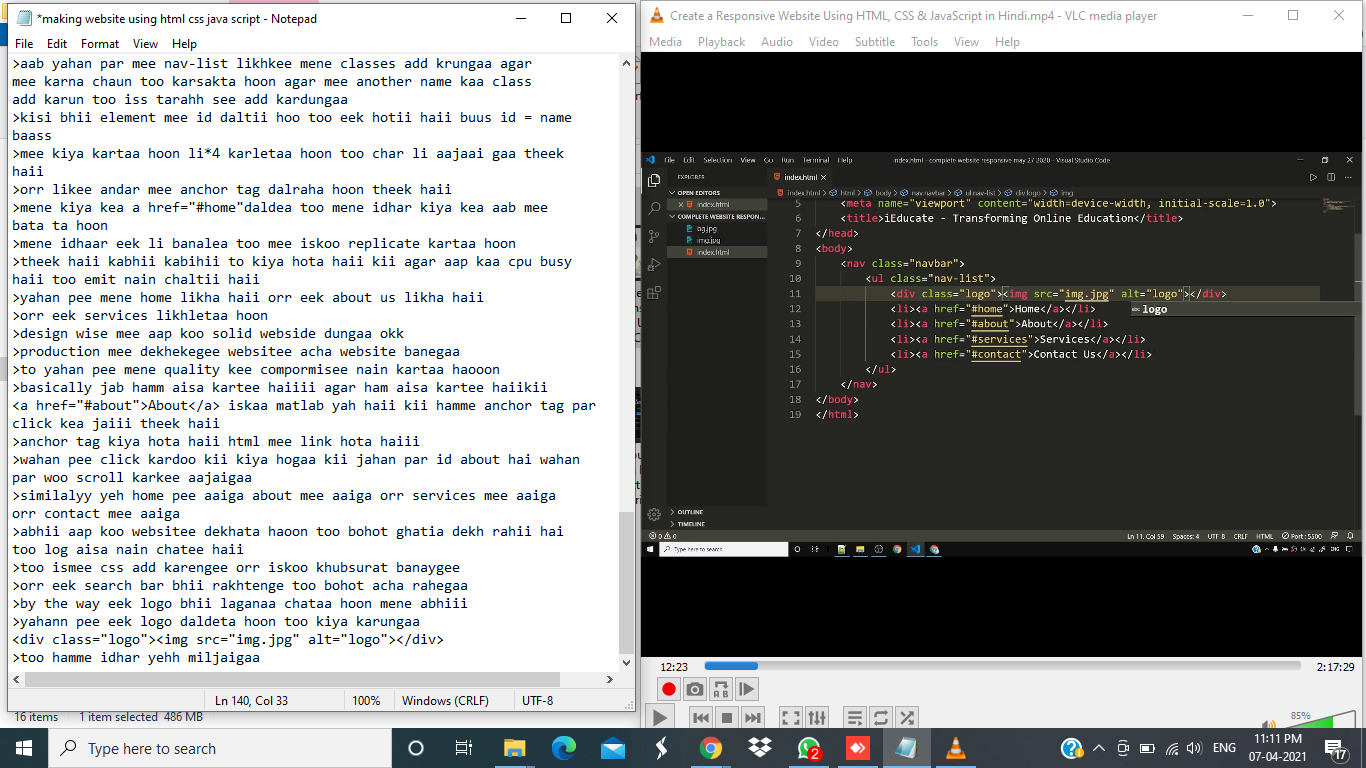 *making website using html css java script - Notepad
File Edit Format View Help
>aab yahan par mee nav-list likhkee mene classes add krungaa agar
mee karna chaun too karsakta hoon agar mee another name kaa class
add karun too iss tarahh see add kardungaa
>kisi bhii element mee id daltii hoo too eek hotii haii buus id = name
baass
>mee kiya kartaa hoon li*4 karletaa hoon too char li aajaai gaa theek
haii
>orr likee andar mee anchor tag dalraha hoon theek haii
>mene kiya kea a href="#home"daldea too mene idhar kiya kea aab mee
bata ta hoon
>mene idhaar eek li banalea too mee iskoo replicate kartaa hoon
>theek haii kabhii kabihii to kiya hota haii kii agar aap kaa cpu busy
haii too emit nain chaltii haii
>yahan pee mene home likha haii orr eek about us likha haii
>orr eek services likhletaa hoon
>design wise mee aap koo solid webside dungaa okk
>production mee dekhekegee websitee acha website banegaa
>to yahan pee mene quality kee compormisee nain kartaa haooon
>basically jab hamm aisa kartee haiiii agar ham aisa kartee haiikii
<a href="#about">About</a> iskaa matlab yah haii kii hamme anchor tag par
click kea jaiii theek haii
>anchor tag kiya hota haii html mee link hota haiii
>wahan pee click kardoo kii kiya hogaa kii jahan par id about hai wahan
par woo scroll karkee aajaigaa
>similalyy yeh home pee aaiga about mee aaiga orr services mee aaiga
orr contact mee aaiga
>abhii aap koo websitee dekhata haoon too bohot ghatia dekh rahii hai
too log aisa nain chatee haii
>too ismee css add karengee orr iskoo khubsurat banaygee
>orr eek search bar bhii rakhtenge too bohot acha rahegaa
>by the way eek logo bhii laganaa chataa hoon mene abhiii
>yahann pee eek logo daldeta hoon too kiya karungaa
<div class="logo"><img src="img.jpg" alt="logo"></div>
>too hamme idhar yehh miljaigaa
Ln 140, Col 33 100% Windows (CRLF) UTF-8
16 items 1 item selected 486 MB
Create a Responsive Website Using HTML, CSS & JavaScript in Hindi.mp4 - VLC media player
Media Playback Audio Video Subtitle Tools View Help
File Edit Selection View Go Run Terminal Help index.html - complete website responsive may 27 2020 - Visual Studio Code
EXPLORER
OPEN EDITORS
index.html
COMPLETE WEBSITE RESPON...
bg.jpg
img.jpg
index.html
OUTLINE
TIMELINE
index.html
index.html > html > body > nav.navbar > ul.nav-list > div.logo > img
5 <meta name="viewport" content="width=device-width, initial-scale=1.0">
6 <title>iEducate - Transforming Online Education</title>
7 </head>
8 <body>
9 <nav class="navbar">
10 <ul class="nav-list">
11 <div class="logo"><img src="img.jpg" alt="logo"></div>
12 <li><a href="#home">Home</a></li>
logo
13 <li><a href="#about">About</a></li>
14 <li><a href="#services">Services</a></li>
15 <li><a href="#contact">Contact Us</a></li>
16 </ul>
17 </nav>
18 </body>
19 </html>
0 0 Ln 11, Col 59 Spaces: 4 UTF-8 CRLF HTML Port : 5500
Type here to search
12:23 2:17:29
85%
Type here to search
2
ENG
11:11 PM
07-04-2021
17